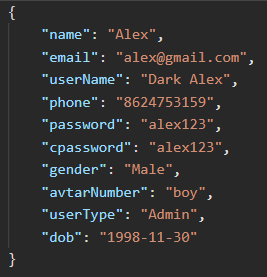 {
"name": "Alex",
"email": "alex@gmail.com",
"userName": "Dark Alex",
"phone": "8624753159",
"password": "alex123",
"cpassword": "alex123",
"gender": "Male",
"avtarNumber": "boy",
"userType": "Admin",
"dob": "1998-11-30"
}